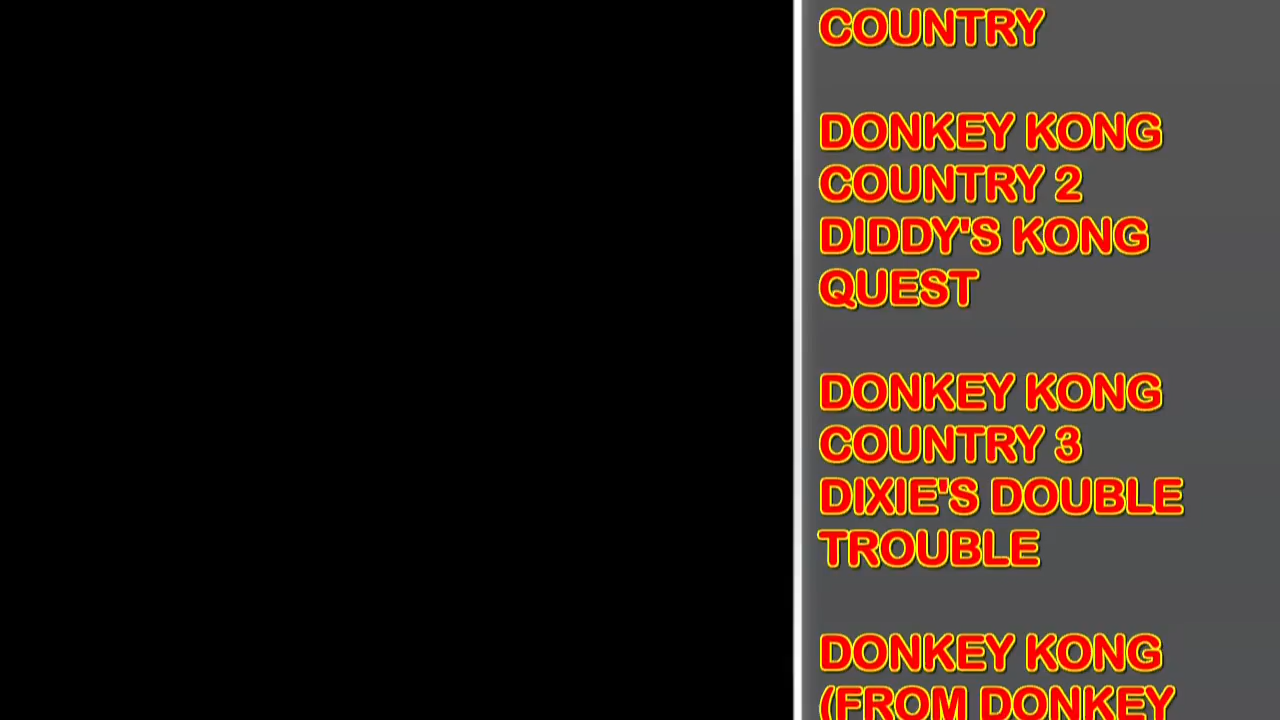 COUNTRY
DONKEY KONG
COUNTRY 2
DIDDY'S KONG
QUEST
DONKEY KONG
COUNTRY 3
DIXIE'S DOUBLE
TROUBLE
DONKEY KONG
(FROM DONKEY